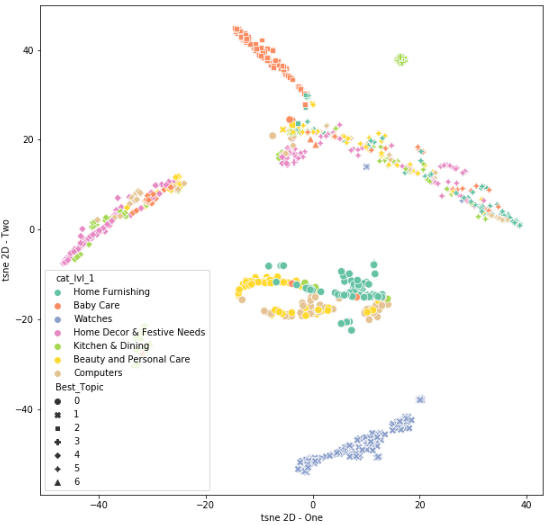 40
20
0
−20
−40
tsne 2D - Two
cat_lvl_1
Home Furnishing
Baby Care
Watches
Home Decor & Festive Needs
Kitchen & Dining
Beauty and Personal Care
Computers
Best_Topic
0
1
2
3
4
5
6
−40
−20
0
20
40
tsne 2D - One